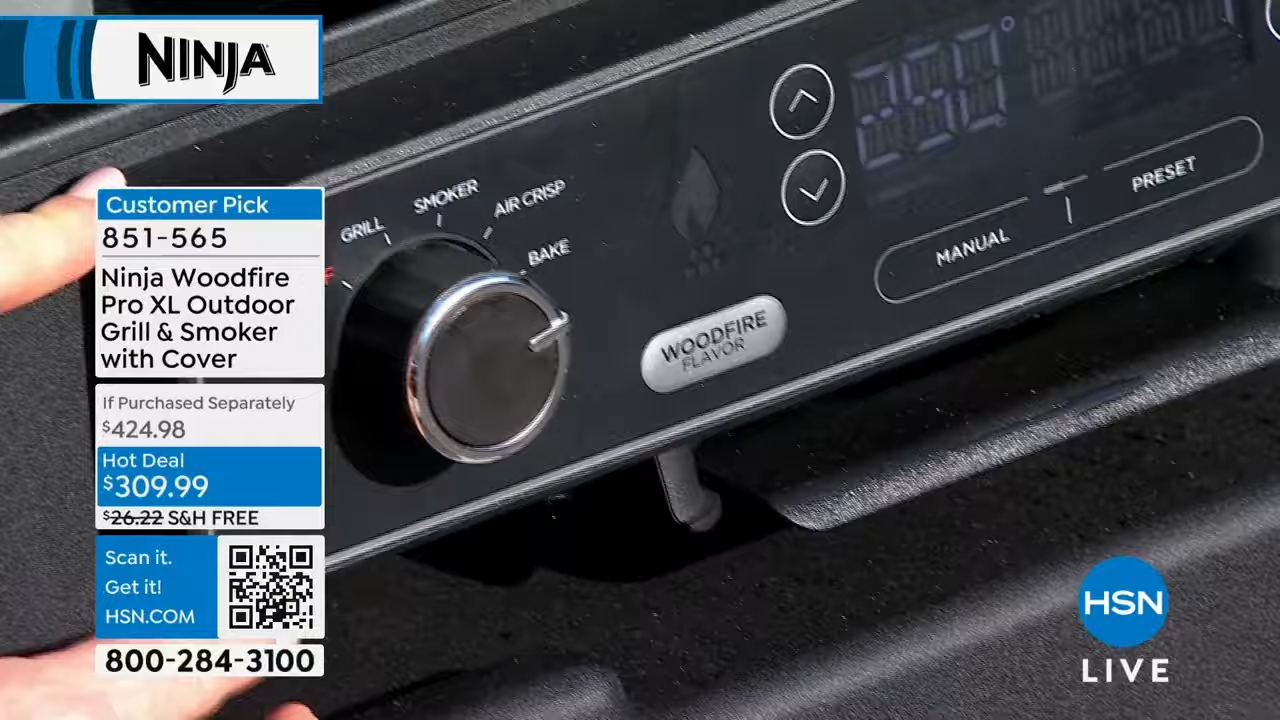 NINJA
Customer Pick
851-565
Ninja Woodfire
Pro XL Outdoor
Grill & Smoker
with Cover
If Purchased Separately
$424.98
Hot Deal
$309.99
$26.22 S&H FREE
Scan it.
Get it!
HSN.COM
800-284-3100
GRILL
SMOKER
AIR CRISP
BAKE
WOODFIRE
FLAVOR
MANUAL
PRESET
HSN
LIVE